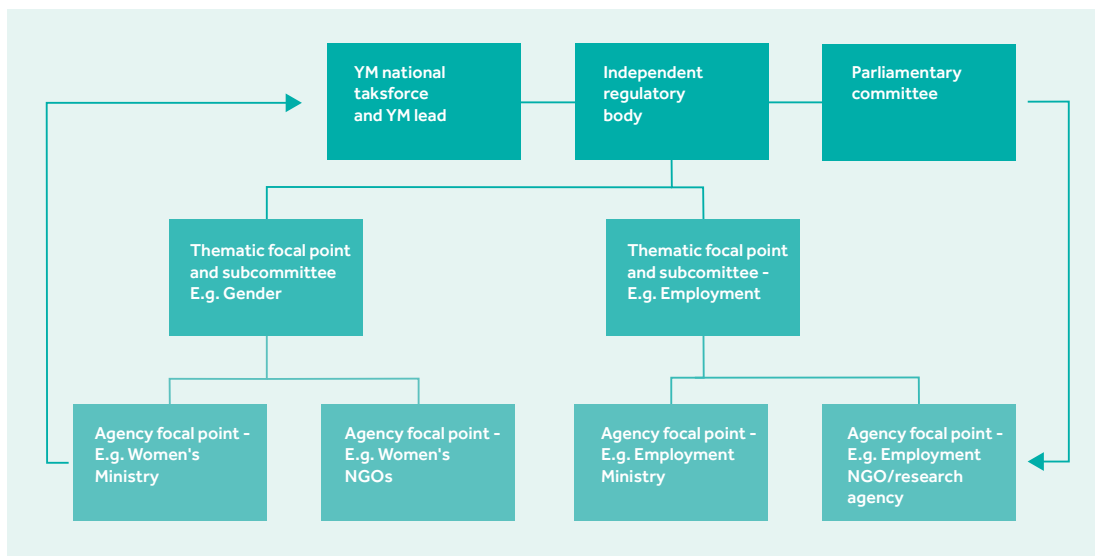 YM national
taksforce
and YM lead
Independent
regulatory
body
Parliamentary
committee
Thematic focal point
and subcommittee
E.g. Gender
Thematic focal point
and subcomittee -
E.g. Employment
Agency focal point -
E.g. Women's
Ministry
Agency focal point -
E.g. Women's
NGOs
Agency focal point -
E.g. Employment
Ministry
Agency focal point -
E.g. Employment
NGO/research
agency